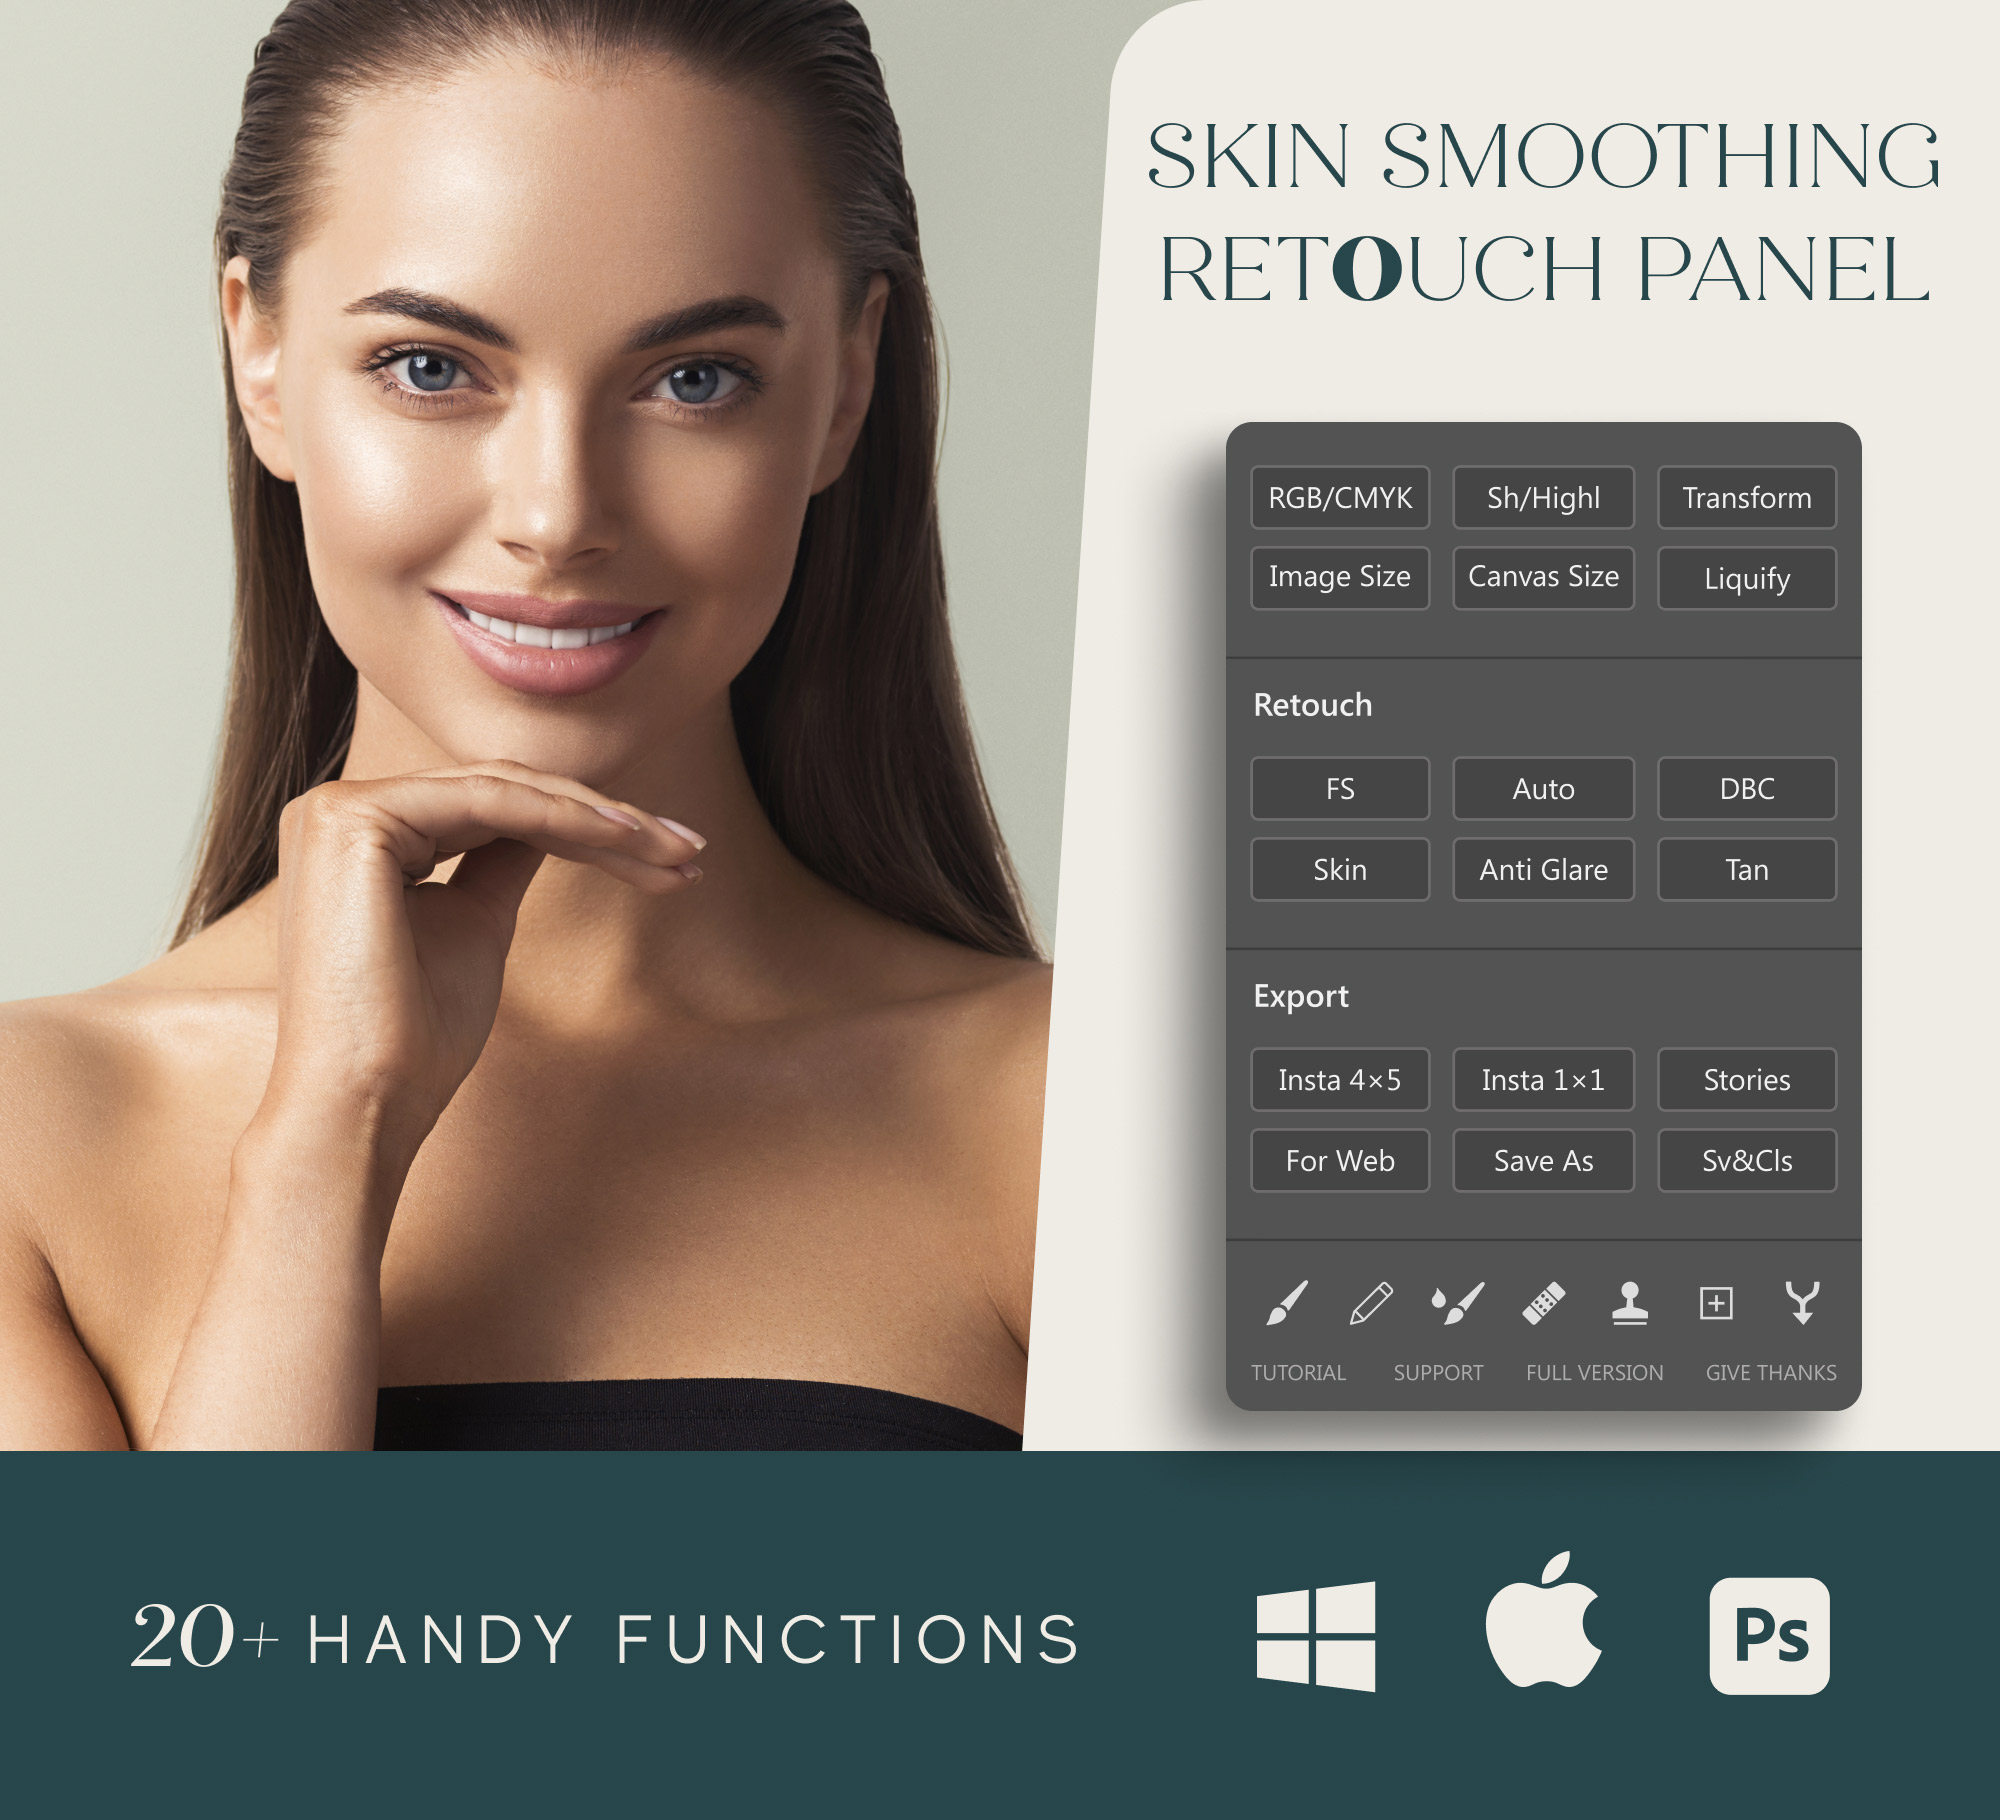 SKIN SMOOTHING
RETOUCH PANEL
RGB/CMYK Sh/Highl Transform
Image Size Canvas Size Liquify
Retouch
FS Auto DBC
Skin Anti Glare Tan
Export
Insta 4×5 Insta 1×1 Stories
For Web Save As Sv&Cls
TUTORIAL SUPPORT FULL VERSION GIVE THANKS
20+ HANDY FUNCTIONS
Ps